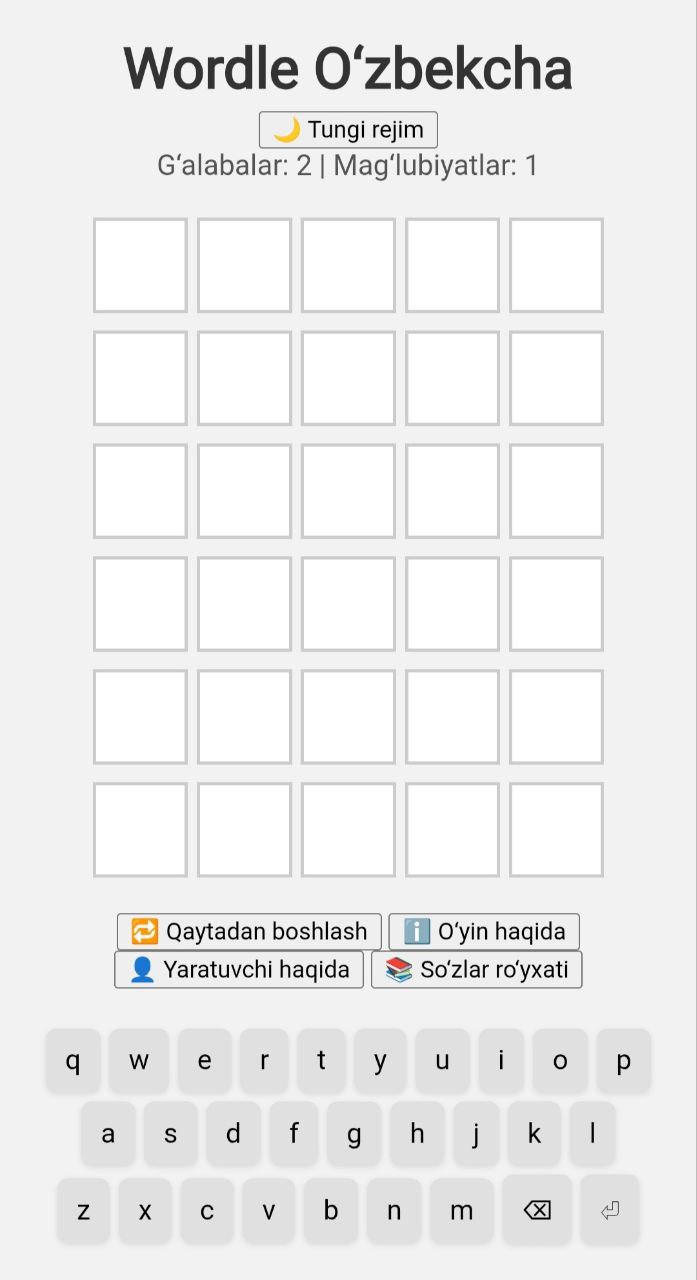 Wordle O‘zbekcha
🌙 Tungi rejim
G‘alabalar: 2 | Mag‘lubiyatlar: 1
🔁 Qaytadan boshlash ℹ️ O‘yin haqida
👤 Yaratuvchi haqida 📚 So‘zlar ro‘yxati
q w e r t y u i o p
a s d f g h j k l
z x c v b n m ⌫ ⏎